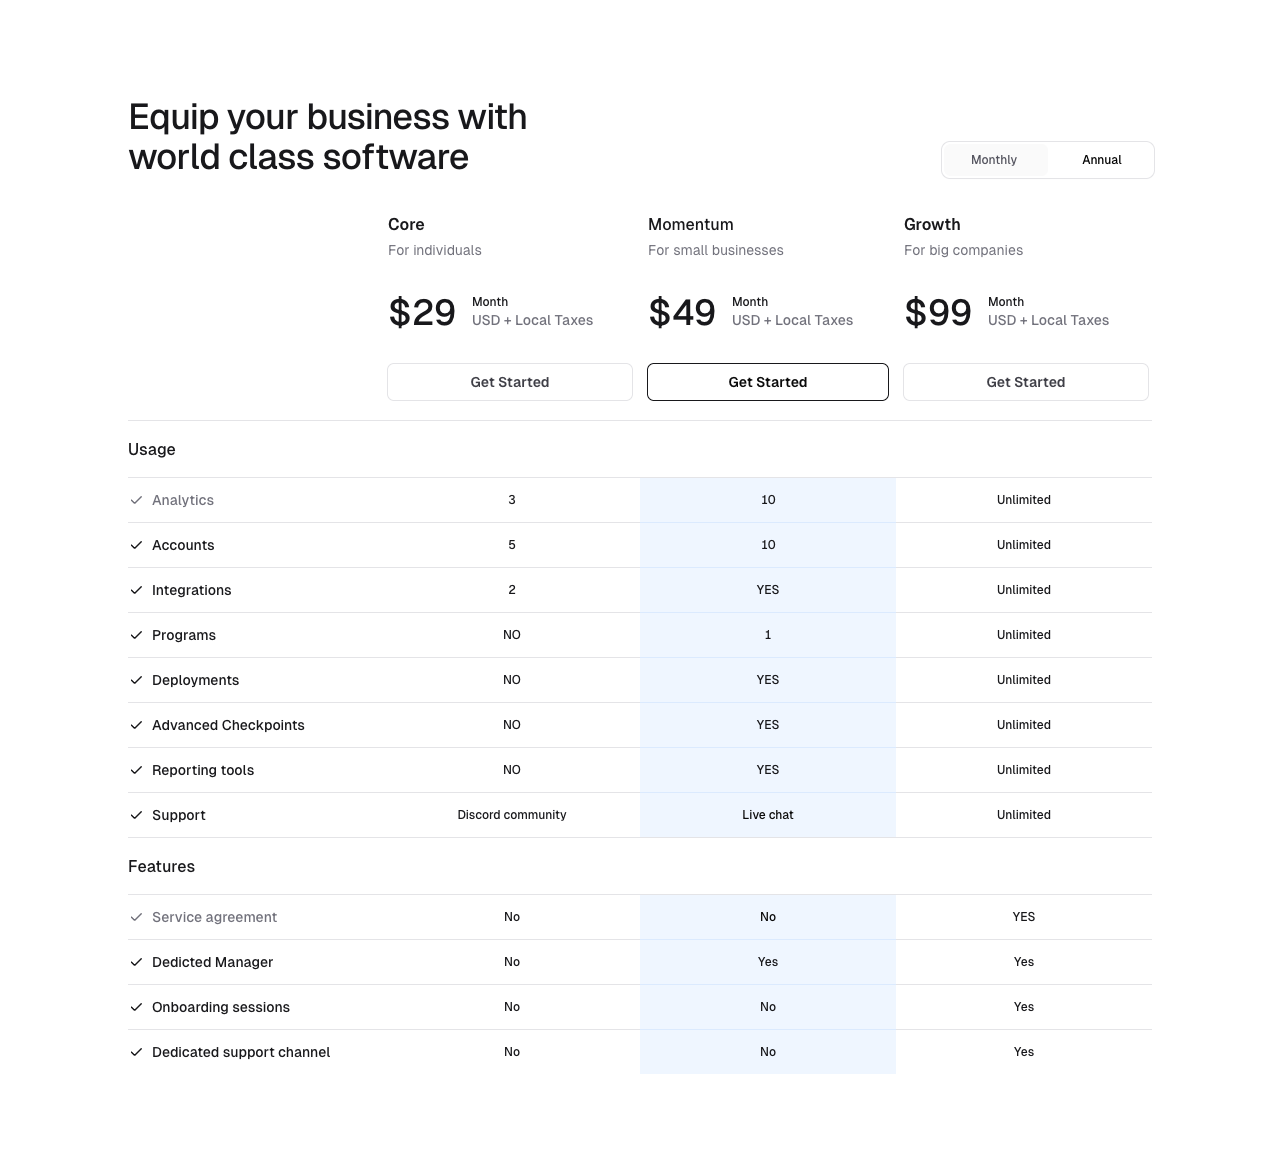 Equip your business with
world class software
Monthly Annual
Core Momentum Growth
For individuals For small businesses For big companies
$29 Month USD + Local Taxes $49 Month USD + Local Taxes $99 Month USD + Local Taxes
Get Started Get Started Get Started
Usage
Analytics 3 10 Unlimited
Accounts 5 10 Unlimited
Integrations 2 YES Unlimited
Programs NO 1 Unlimited
Deployments NO YES Unlimited
Advanced Checkpoints NO YES Unlimited
Reporting tools NO YES Unlimited
Support Discord community Live chat Unlimited
Features
Service agreement No No YES
Dedicted Manager No Yes Yes
Onboarding sessions No No Yes
Dedicated support channel No No Yes